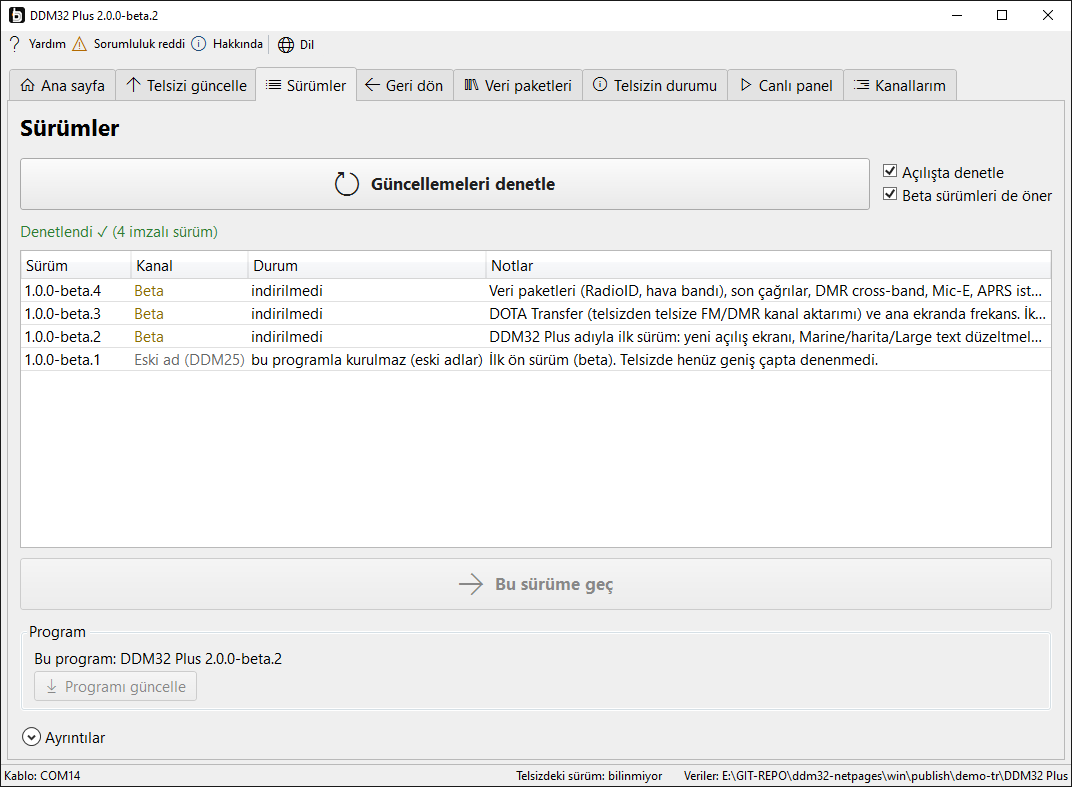 DDM32 Plus 2.0.0-beta.2
? Yardım Sorumluluk reddi Hakkında Dil
Ana sayfa Telsizi güncelle Sürümler Geri dön Veri paketleri Telsizin durumu Canlı panel Kanallarım
Sürümler
Güncellemeleri denetle
Açılışta denetle
Beta sürümleri de öner
Denetlendi ✓ (4 imzalı sürüm)
Sürüm Kanal Durum Notlar
1.0.0-beta.4 Beta indirilmedi Veri paketleri (RadioID, hava bandı), son çağrılar, DMR cross-band, Mic-E, APRS ist...
1.0.0-beta.3 Beta indirilmedi DOTA Transfer (telsizden telsize FM/DMR kanal aktarımı) ve ana ekranda frekans. İk...
1.0.0-beta.2 Beta indirilmedi DDM32 Plus adıyla ilk sürüm: yeni açılış ekranı, Marine/harita/Large text düzeltmel...
1.0.0-beta.1 Eski ad (DDM25) bu programla kurulmaz (eski adlar) İlk ön sürüm (beta). Telsizde henüz geniş çapta denenmedi.
Bu sürüme geç
Program
Bu program: DDM32 Plus 2.0.0-beta.2
Programı güncelle
Ayrıntılar
Kablo: COM14 Telsizdeki sürüm: bilinmiyor Veriler: E:\GIT-REPO\ddm32-netpages\win\publish\demo-tr\DDM32 Plus